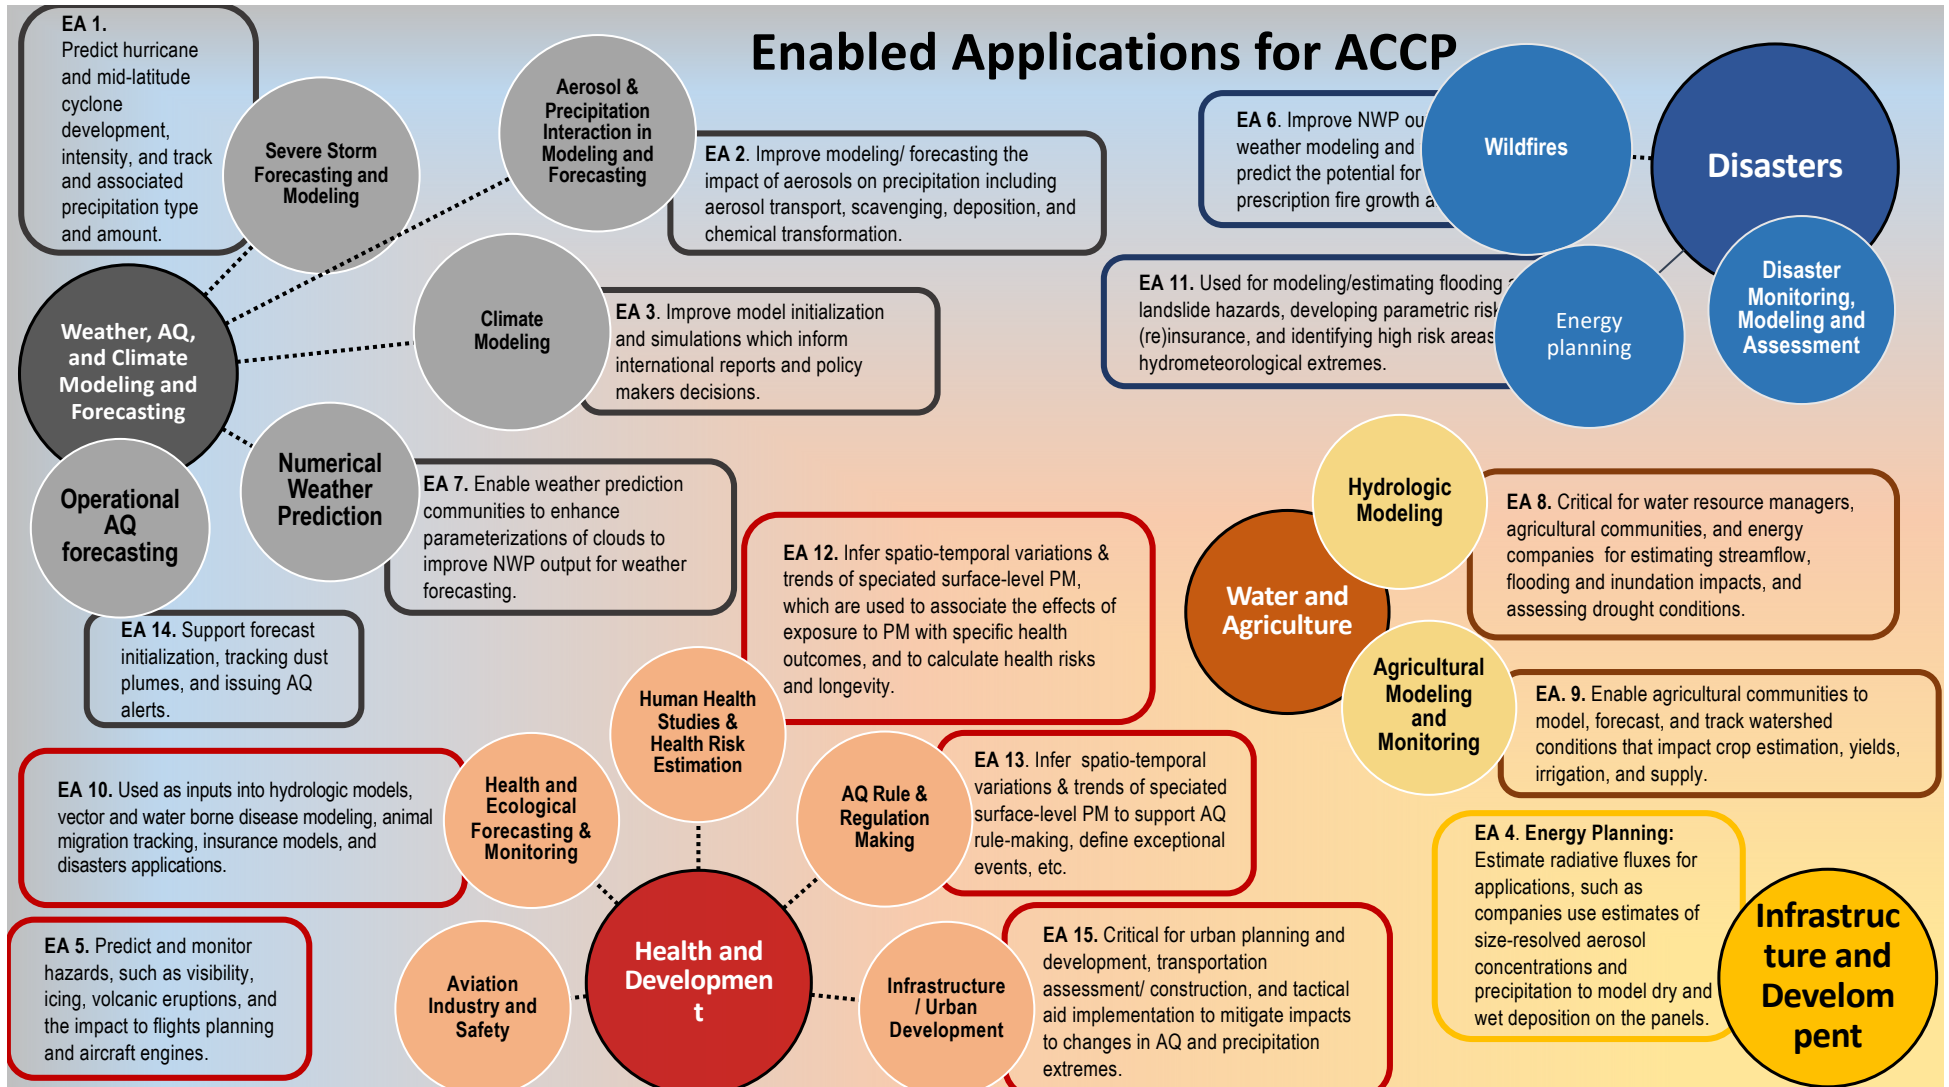 Enabled Applications for ACCP
EA 1.
Predict hurricane
and mid-latitude
cyclone
development,
intensity, and track
and associated
precipitation type
and amount.
Severe Storm
Forecasting and
Modeling
Aerosol &
Precipitation
Interaction in
Modeling and
Forecasting
EA 2. Improve modeling/ forecasting the
impact of aerosols on precipitation including
aerosol transport, scavenging, deposition, and
chemical transformation.
Climate
Modeling
EA 3. Improve model initialization
and simulations which inform
international reports and policy
makers decisions.
Weather, AQ,
and Climate
Modeling and
Forecasting
Numerical
Weather
Prediction
EA 7. Enable weather prediction
communities to enhance
parameterizations of clouds to
improve NWP output for weather
forecasting.
Operational
AQ
forecasting
EA 14. Support forecast
initialization, tracking dust
plumes, and issuing AQ
alerts.
EA 6. Improve NWP
weather modeling and
predict the potential for
prescription fire growth
Wildfires
Disasters
EA 11. Used for modeling/estimating flooding
landslide hazards, developing parametric risk
(re)insurance, and identifying high risk areas
hydrometeorological extremes.
Energy
planning
Disaster
Monitoring,
Modeling and
Assessment
Hydrologic
Modeling
EA 8. Critical for water resource managers,
agricultural communities, and energy
companies for estimating streamflow,
flooding and inundation impacts, and
assessing drought conditions.
Water and
Agriculture
Agricultural
Modeling
and
Monitoring
EA. 9. Enable agricultural communities to
model, forecast, and track watershed
conditions that impact crop estimation, yields,
irrigation, and supply.
EA 12. Infer spatio-temporal variations &
trends of speciated surface-level PM,
which are used to associate the effects of
exposure to PM with specific health
outcomes, and to calculate health risks
and longevity.
Human Health
Studies &
Health Risk
Estimation
EA 10. Used as inputs into hydrologic models,
vector and water borne disease modeling, animal
migration tracking, insurance models, and
disasters applications.
Health and
Ecological
Forecasting &
Monitoring
AQ Rule &
Regulation
Making
EA 13. Infer spatio-temporal
variations & trends of speciated
surface-level PM to support AQ
rule-making, define exceptional
events, etc.
EA 5. Predict and monitor
hazards, such as visibility,
icing, volcanic eruptions, and
the impact to flights planning
and aircraft engines.
Aviation
Industry and
Safety
Health and
Developmen
t
Infrastructure
/ Urban
Development
EA 15. Critical for urban planning and
development, transportation
assessment/ construction, and tactical
aid implementation to mitigate impacts
to changes in AQ and precipitation
extremes.
EA 4. Energy Planning:
Estimate radiative fluxes for
applications, such as
companies use estimates of
size-resolved aerosol
concentrations and
precipitation to model dry and
wet deposition on the panels.
Infrastruc
ture and
Develom
pent